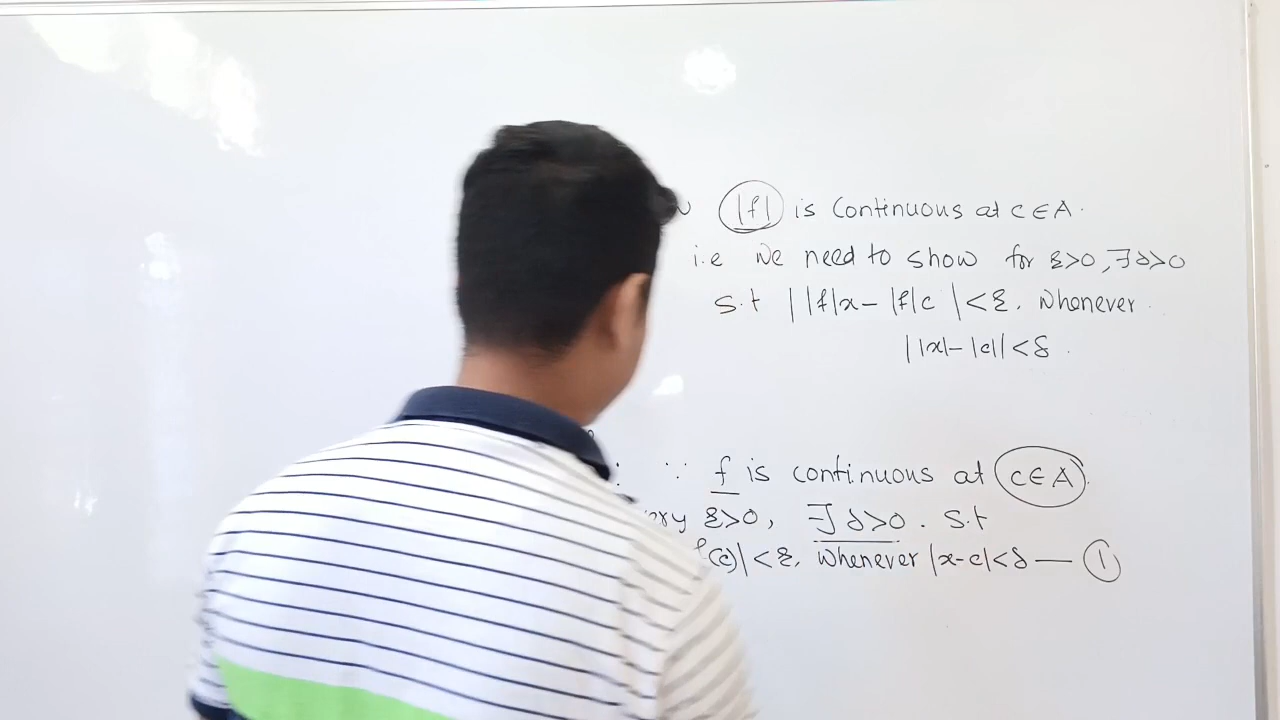 |f| is continuous at c ∈ A.
i.e we need to show for ε>0, ∃ δ>0
s.t ||f|x - |f|c| < ε. whenever
||x| - |c|| < δ.
: ∵ f is continuous at c ∈ A.
ε>0, ∃ δ>0. s.t
f(c)| < ε, whenever |x-c| < δ — ①